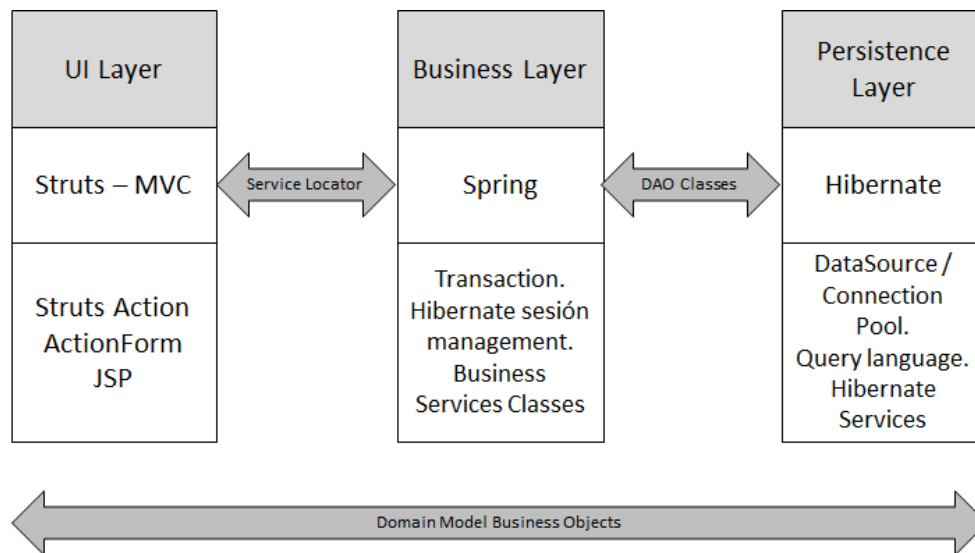 UI Layer
Business Layer
Persistence
Layer
Struts – MVC
Service Locator
Spring
DAO Classes
Hibernate
Struts Action
ActionForm
JSP
Transaction.
Hibernate sesión
management.
Business
Services Classes
DataSource /
Connection
Pool.
Query language.
Hibernate
Services
Domain Model Business Objects